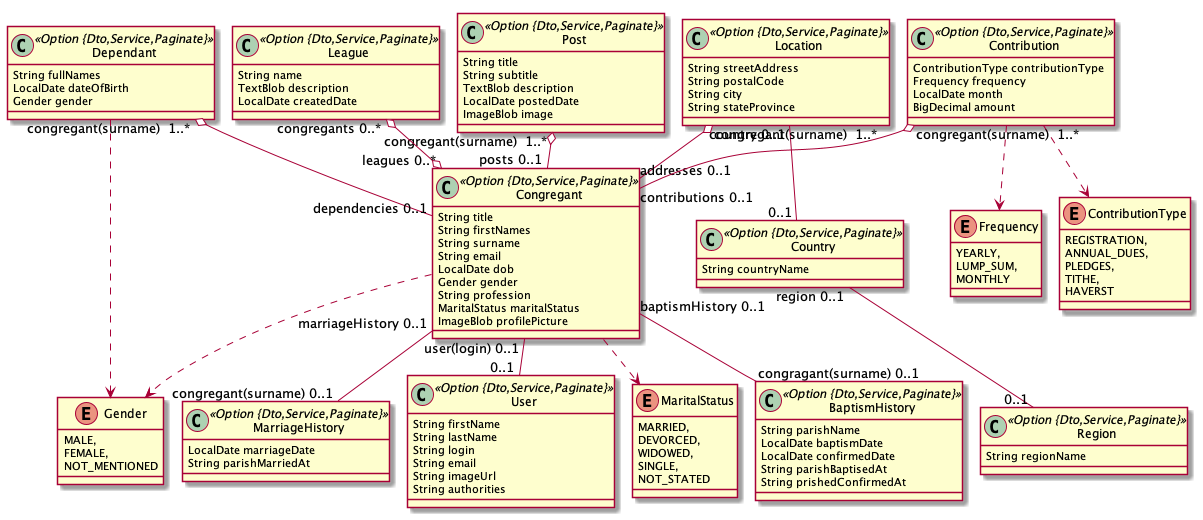 C «Option {Dto,Service,Paginate}»
Dependant
String fullNames
LocalDate dateOfBirth
Gender gender
C «Option {Dto,Service,Paginate}»
League
String name
TextBlob description
LocalDate createdDate
C «Option {Dto,Service,Paginate}»
Post
String title
String subtitle
TextBlob description
LocalDate postedDate
ImageBlob image
C «Option {Dto,Service,Paginate}»
Location
String streetAddress
String postalCode
String city
String stateProvince
C «Option {Dto,Service,Paginate}»
Contribution
ContributionType contributionType
Frequency frequency
LocalDate month
BigDecimal amount
congregant(surname) 1..*
congregants 0..*
congregant(surname) 1..*
country 0..1
congregant(surname) 1..*
congregant(surname) 1..*
leagues 0..*
posts 0..1
addresses 0..1
contributions 0..1
dependencies 0..1
C «Option {Dto,Service,Paginate}»
Congregant
String title
String firstNames
String surname
String email
LocalDate dob
Gender gender
String profession
MaritalStatus maritalStatus
ImageBlob profilePicture
0..1
C «Option {Dto,Service,Paginate}»
Country
String countryName
E Frequency
YEARLY,
LUMP_SUM,
MONTHLY
E ContributionType
REGISTRATION,
ANNUAL_DUES,
PLEDGES,
TITHE,
HAVERST
region 0..1
baptismHistory 0..1
marriageHistory 0..1
user(login) 0..1
0..1
congregant(surname) 0..1
congragant(surname) 0..1
0..1
E Gender
MALE,
FEMALE,
NOT_MENTIONED
C «Option {Dto,Service,Paginate}»
MarriageHistory
LocalDate marriageDate
String parishMarriedAt
C «Option {Dto,Service,Paginate}»
User
String firstName
String lastName
String login
String email
String imageUrl
String authorities
E MaritalStatus
MARRIED,
DEVORCED,
WIDOWED,
SINGLE,
NOT_STATED
C «Option {Dto,Service,Paginate}»
BaptismHistory
String parishName
LocalDate baptismDate
LocalDate confirmedDate
String parishBaptisedAt
String prishedConfirmedAt
C «Option {Dto,Service,Paginate}»
Region
String regionName